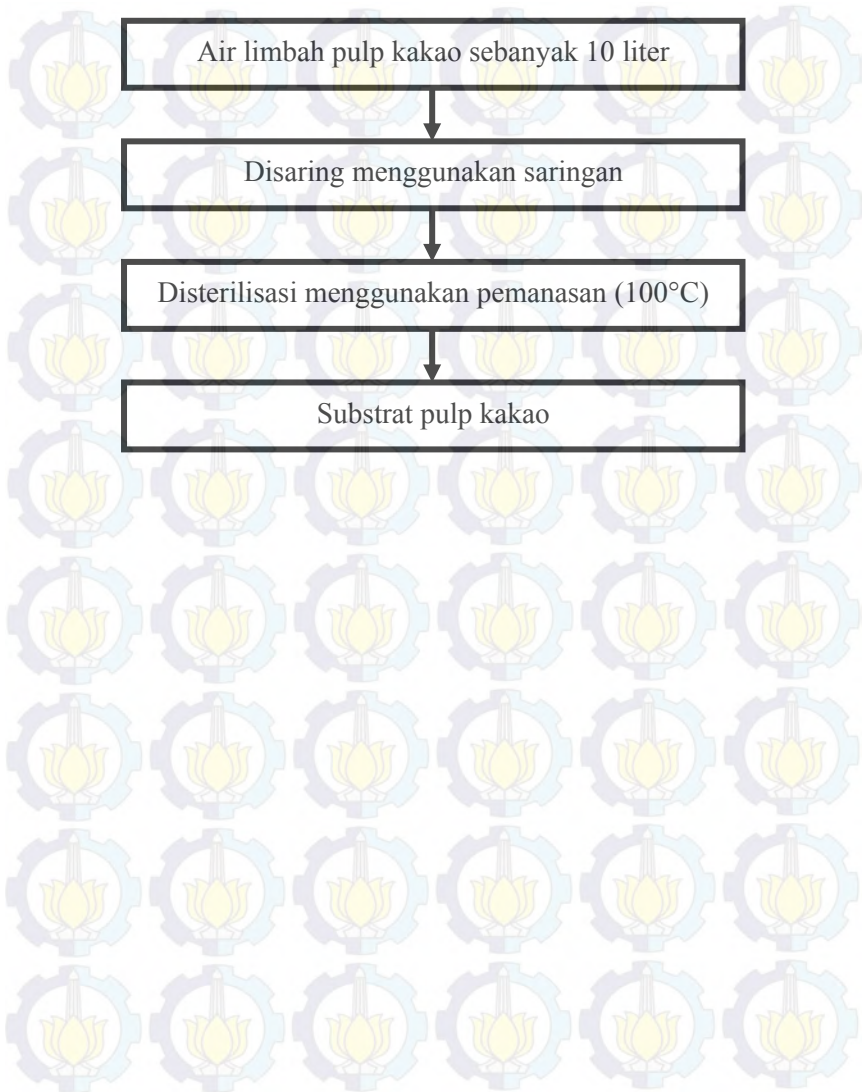 Air limbah pulp kakao sebanyak 10 liter
Disaring menggunakan saringan
Disterilisasi menggunakan pemanasan (100°C)
Substrat pulp kakao